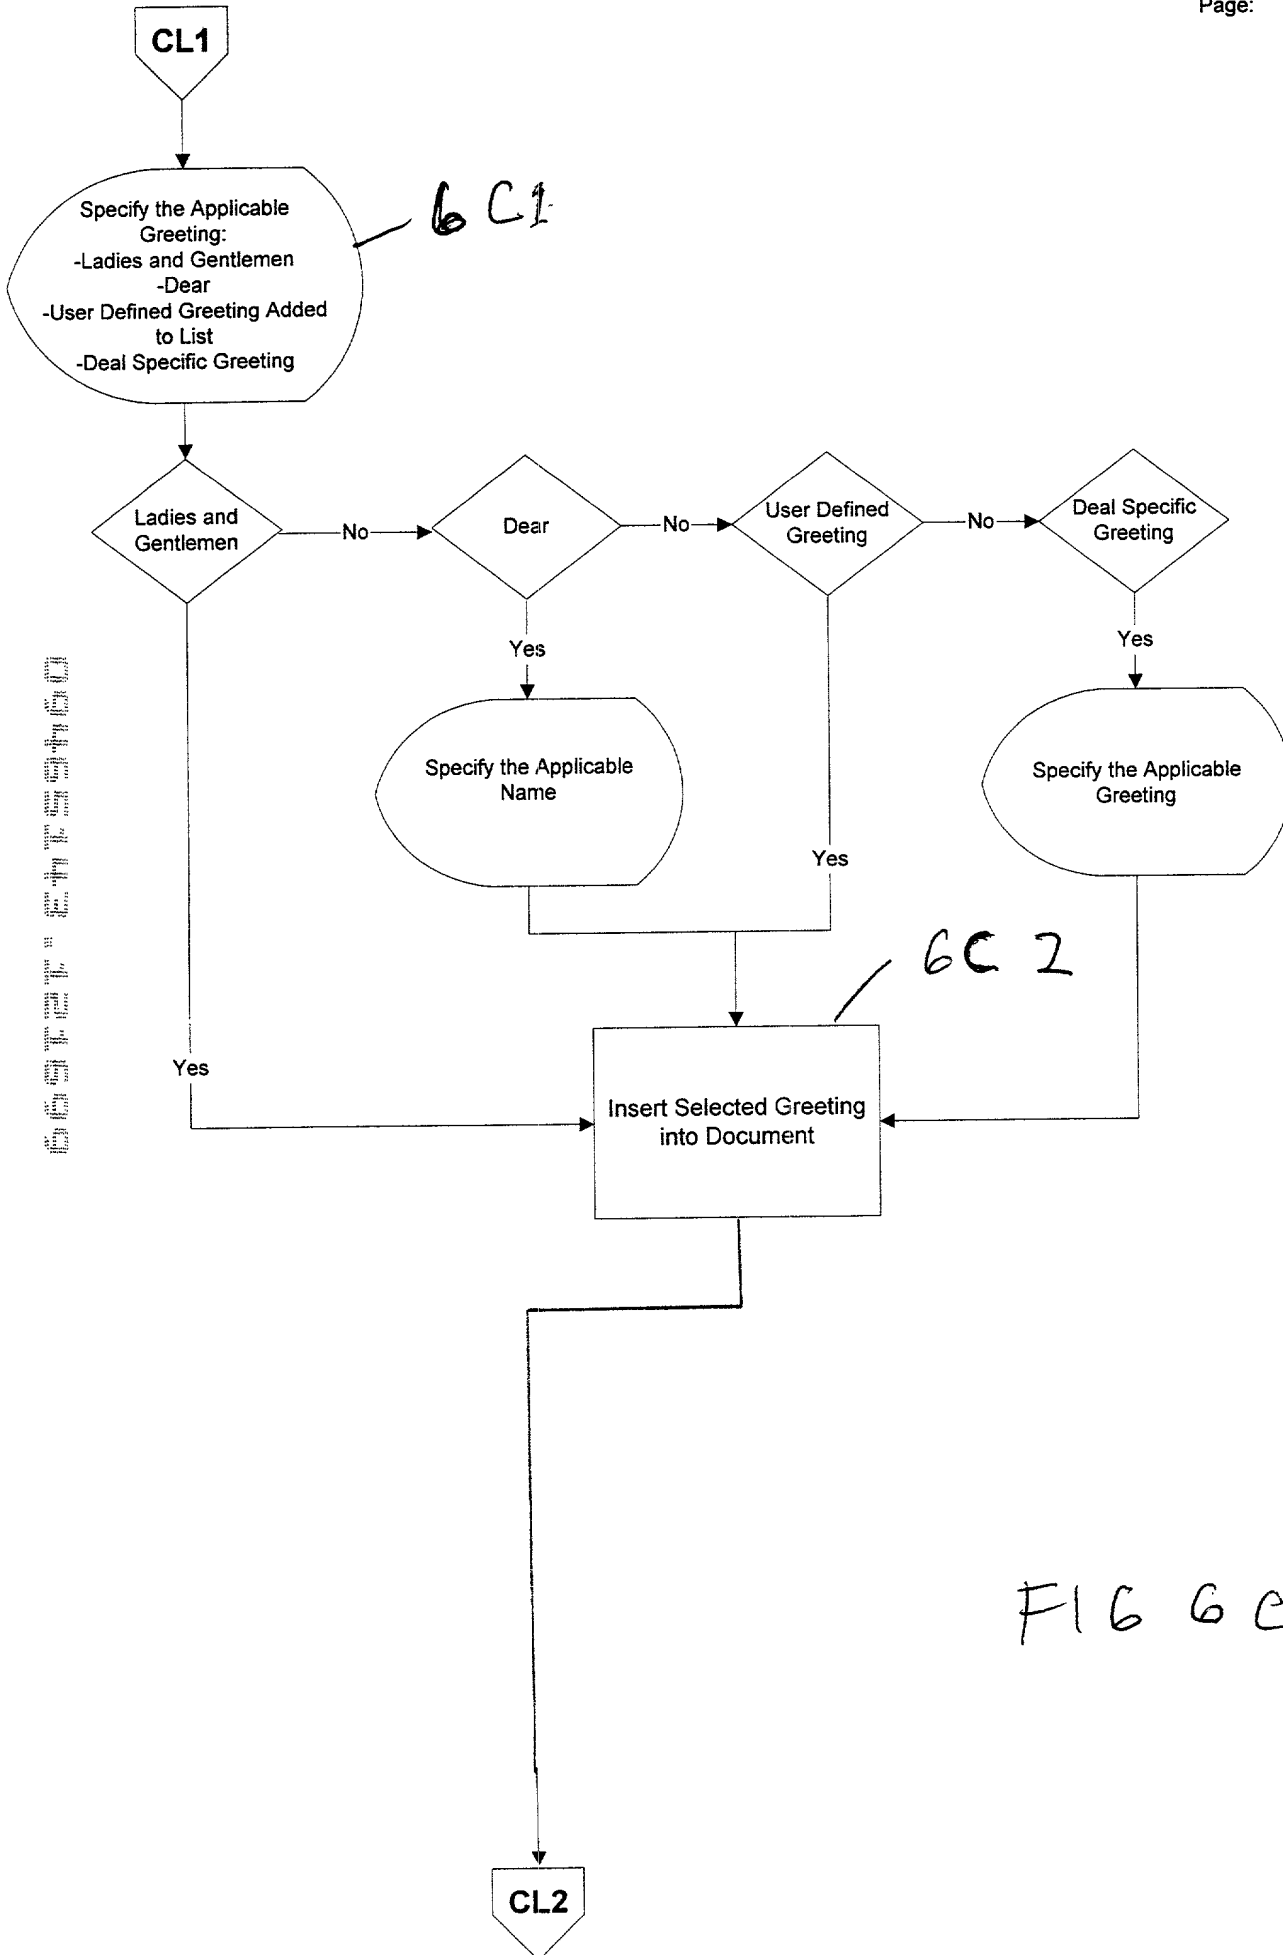 Page:
CL1
Specify the Applicable
Greeting:
-Ladies and Gentlemen
-Dear
-User Defined Greeting Added
to List
-Deal Specific Greeting
6C1
Ladies and
Gentlemen
No
Dear
No
User Defined
Greeting
No
Deal Specific
Greeting
Yes
Yes
Specify the Applicable
Name
Specify the Applicable
Greeting
Yes
6C 2
Yes
Insert Selected Greeting
into Document
FIG 6C
CL2